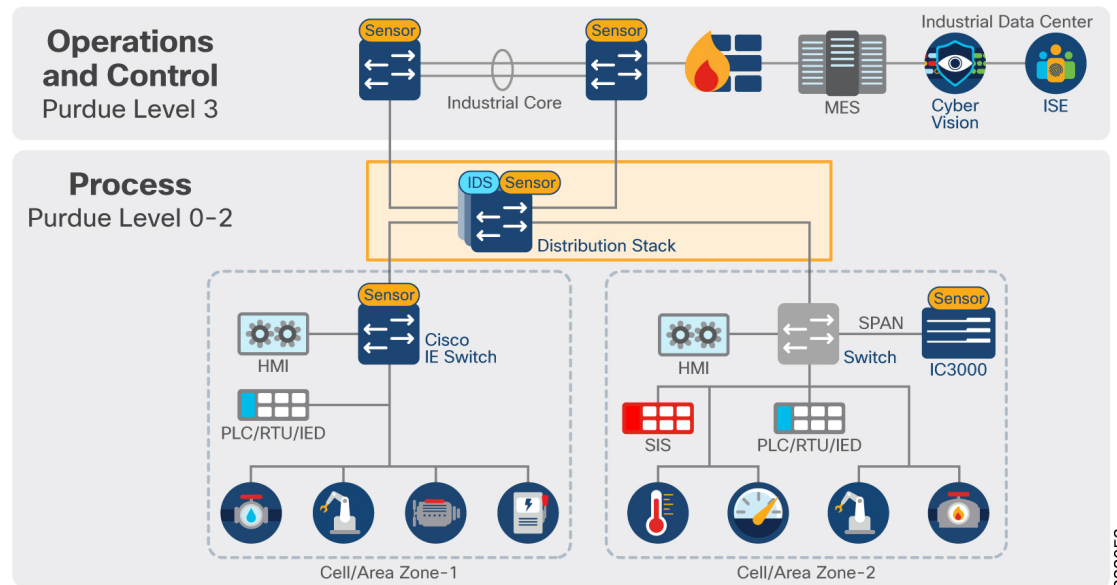 Operations
and Control
Purdue Level 3
Sensor
Sensor
Industrial Core
Industrial Data Center
MES
Cyber
Vision
ISE
Process
Purdue Level 0-2
IDS
Sensor
Distribution Stack
Sensor
HMI
Cisco
IE Switch
PLC/RTU/IED
Cell/Area Zone-1
HMI
Switch
SPAN
Sensor
IC3000
SIS
PLC/RTU/IED
Cell/Area Zone-2